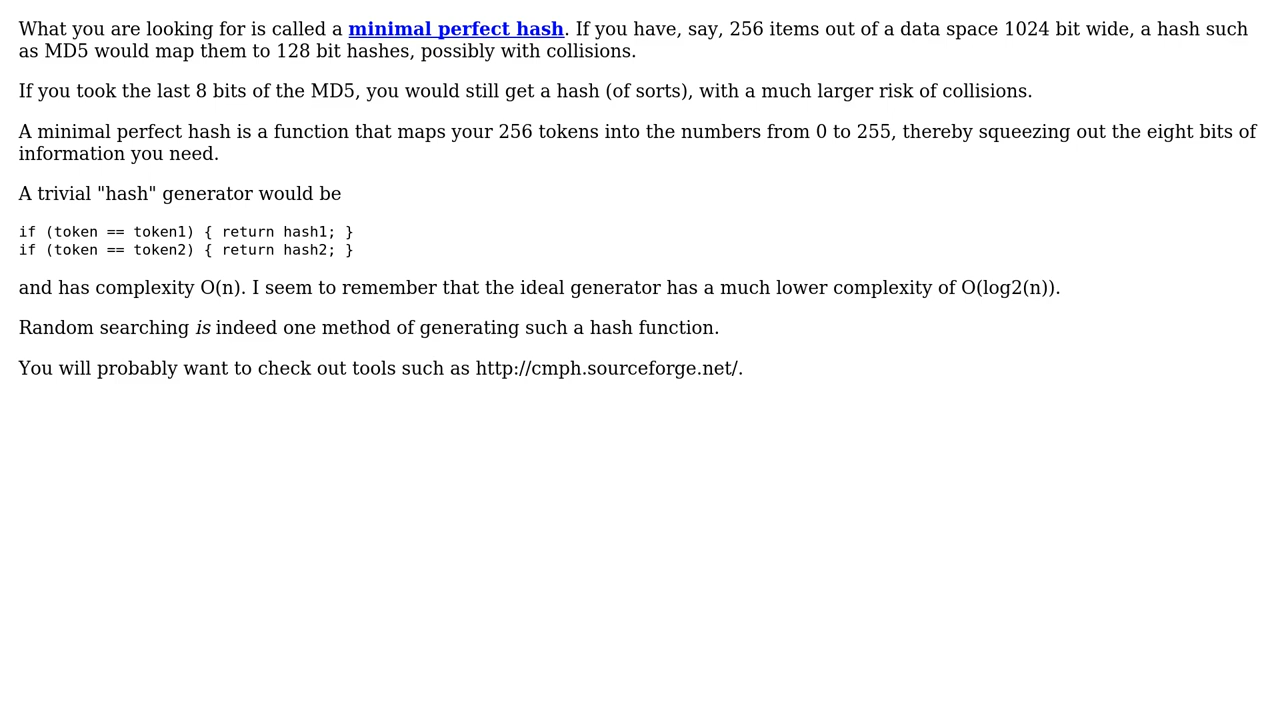 What you are looking for is called a minimal perfect hash. If you have, say, 256 items out of a data space 1024 bit wide, a hash such
as MD5 would map them to 128 bit hashes, possibly with collisions.
If you took the last 8 bits of the MD5, you would still get a hash (of sorts), with a much larger risk of collisions.
A minimal perfect hash is a function that maps your 256 tokens into the numbers from 0 to 255, thereby squeezing out the eight bits of
information you need.
A trivial "hash" generator would be
if (token == token1) { return hash1; }
if (token == token2) { return hash2; }
and has complexity O(n). I seem to remember that the ideal generator has a much lower complexity of O(log2(n)).
Random searching is indeed one method of generating such a hash function.
You will probably want to check out tools such as http://cmph.sourceforge.net/.